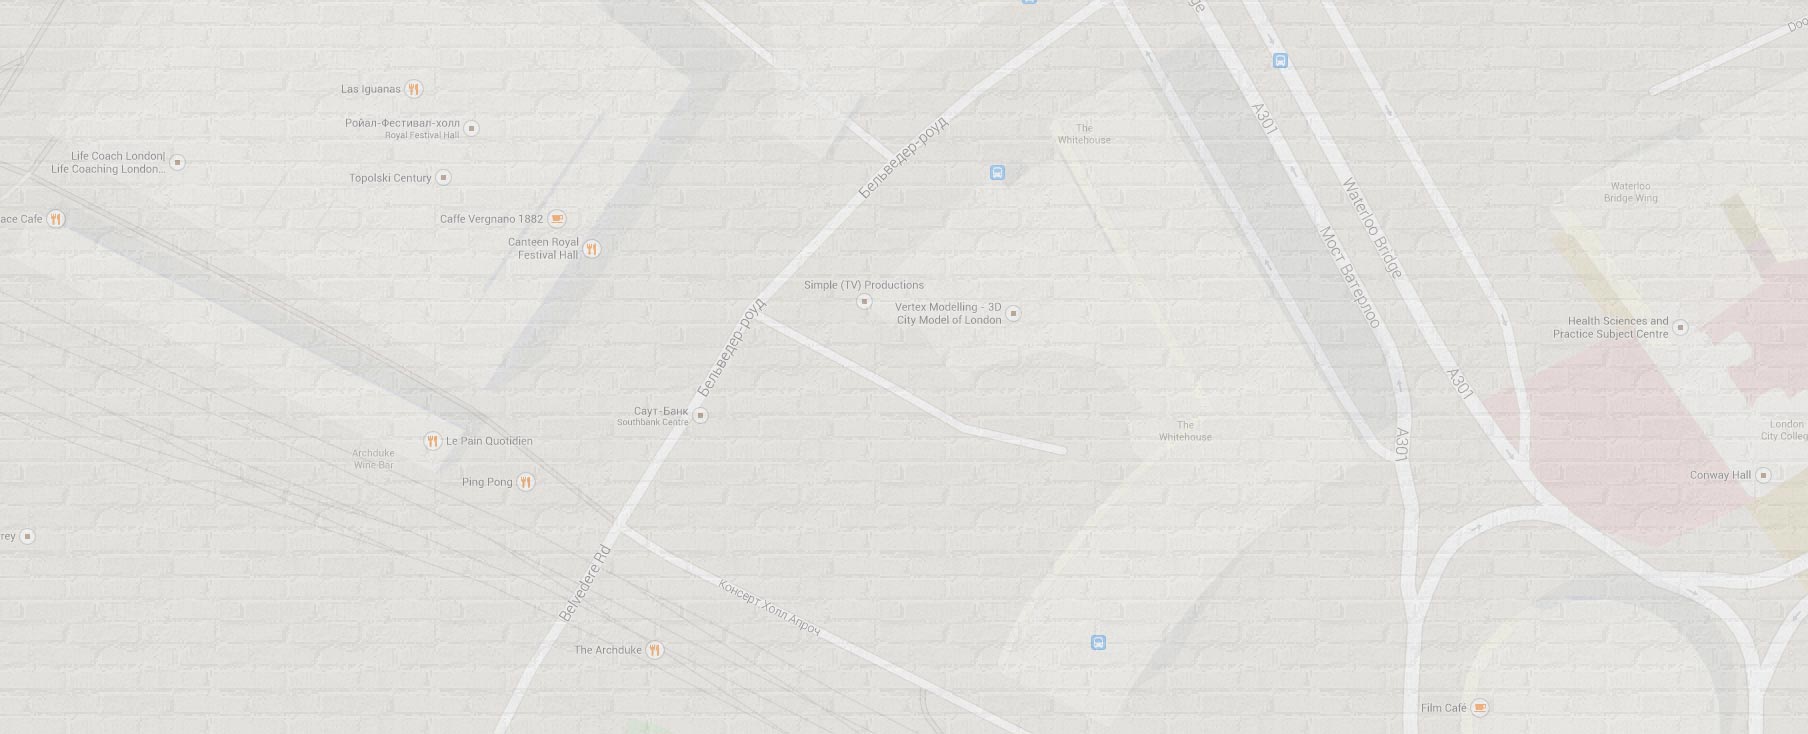 Doo
ge
Las Iguanas
Ройал-Фестивал-холл
Royal Festival Hall
Life Coach London|
Life Coaching London...
Topolski Century
ace Cafe
Caffe Vergnano 1882
Canteen Royal
Festival Hall
Бельведер-роуд
The
Whitehouse
A301
Waterloo Bridge
Мост Ватерлоо
Waterloo
Bridge Wing
Simple (TV) Productions
Vertex Modelling - 3D
City Model of London
Health Sciences and
Practice Subject Centre
Бельведер-роуд
A301
Саут-Банк
Southbank Centre
Le Pain Quotidien
Archduke
Wine Bar
Ping Pong
The
Whitehouse
A301
London
City Colleg
Conway Hall
rey
Belvedere Rd
Консерт Холл Апроч
The Archduke
Film Café